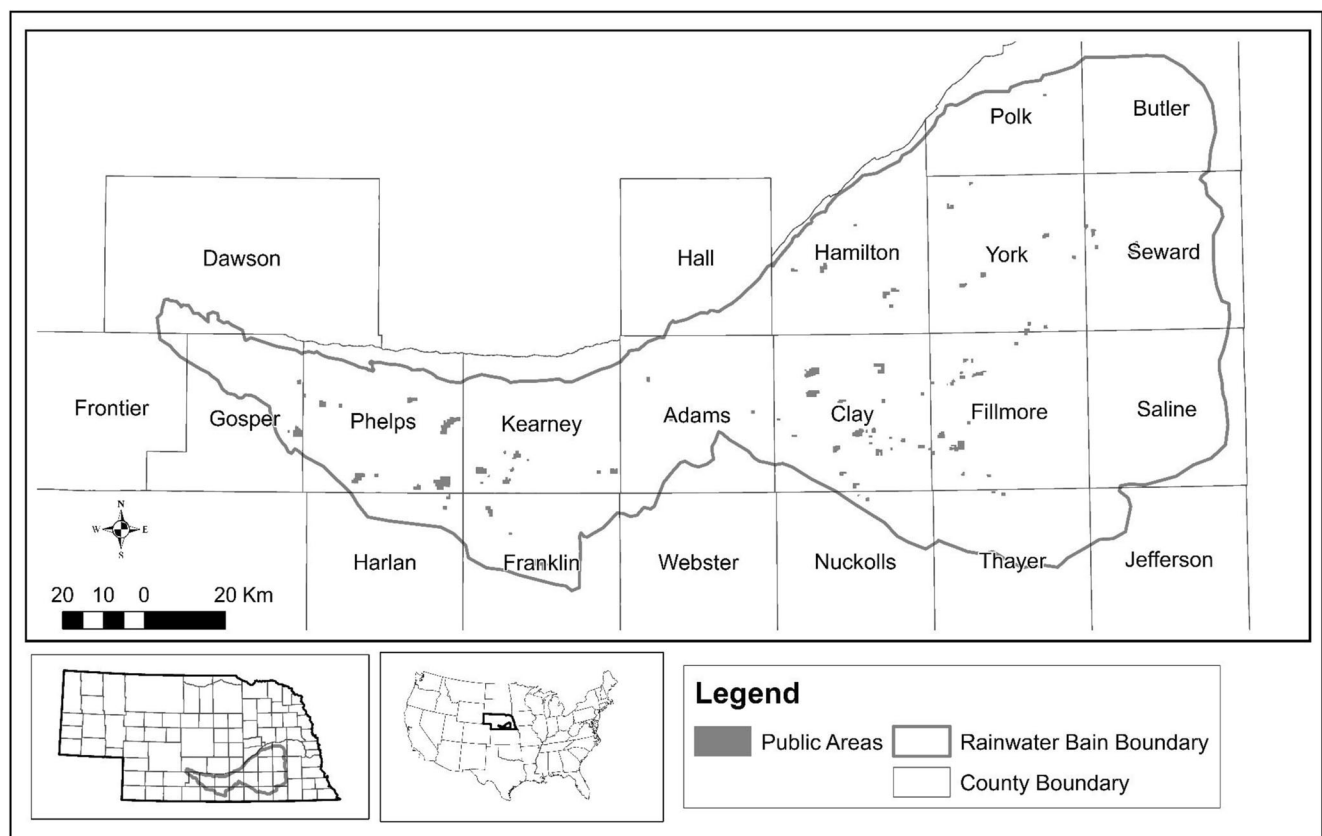 Polk
Butler
Dawson
Hall
Hamilton
York
Seward
Frontier
Gosper
Phelps
Kearney
Adams
Clay
Fillmore
Saline
N
W E
S
Harlan
Franklin
Webster
Nuckolls
Thayer
Jefferson
20 10 0 20 Km
Legend
Public Areas
Rainwater Bain Boundary
County Boundary